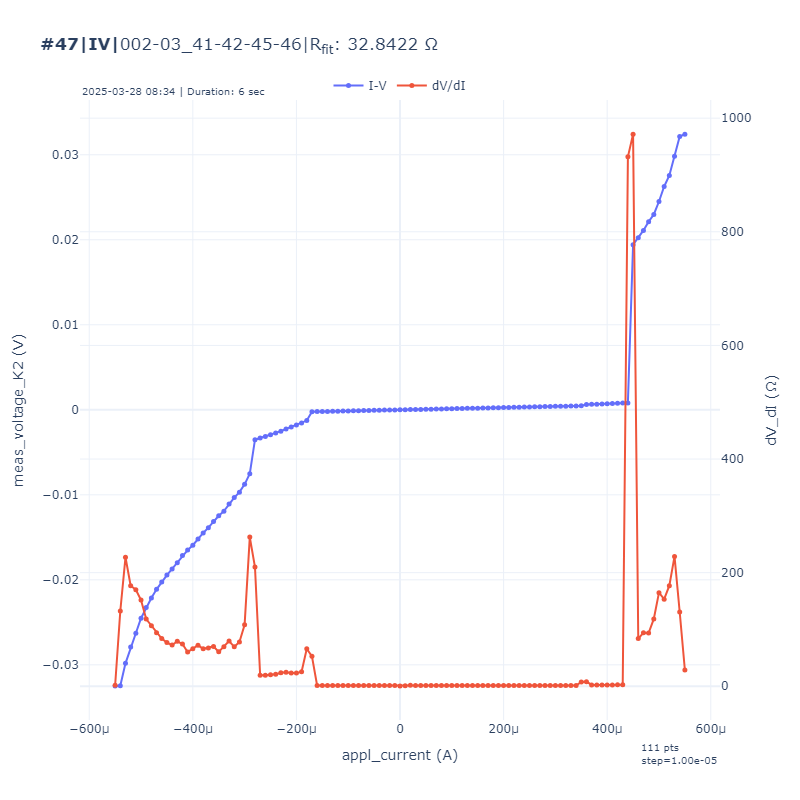 #47|IV|002-03_41-42-45-46|Rfit: 32.8422 Ω
2025-03-28 08:34 | Duration: 6 sec
I-V
dV/dI
0.03
0.02
0.01
0
−0.01
−0.02
−0.03
meas_voltage_K2 (V)
1000
800
600
400
200
0
dV_dI (Ω)
−600μ
−400μ
−200μ
0
200μ
400μ
600μ
appl_current (A)
111 pts
step=1.00e-05